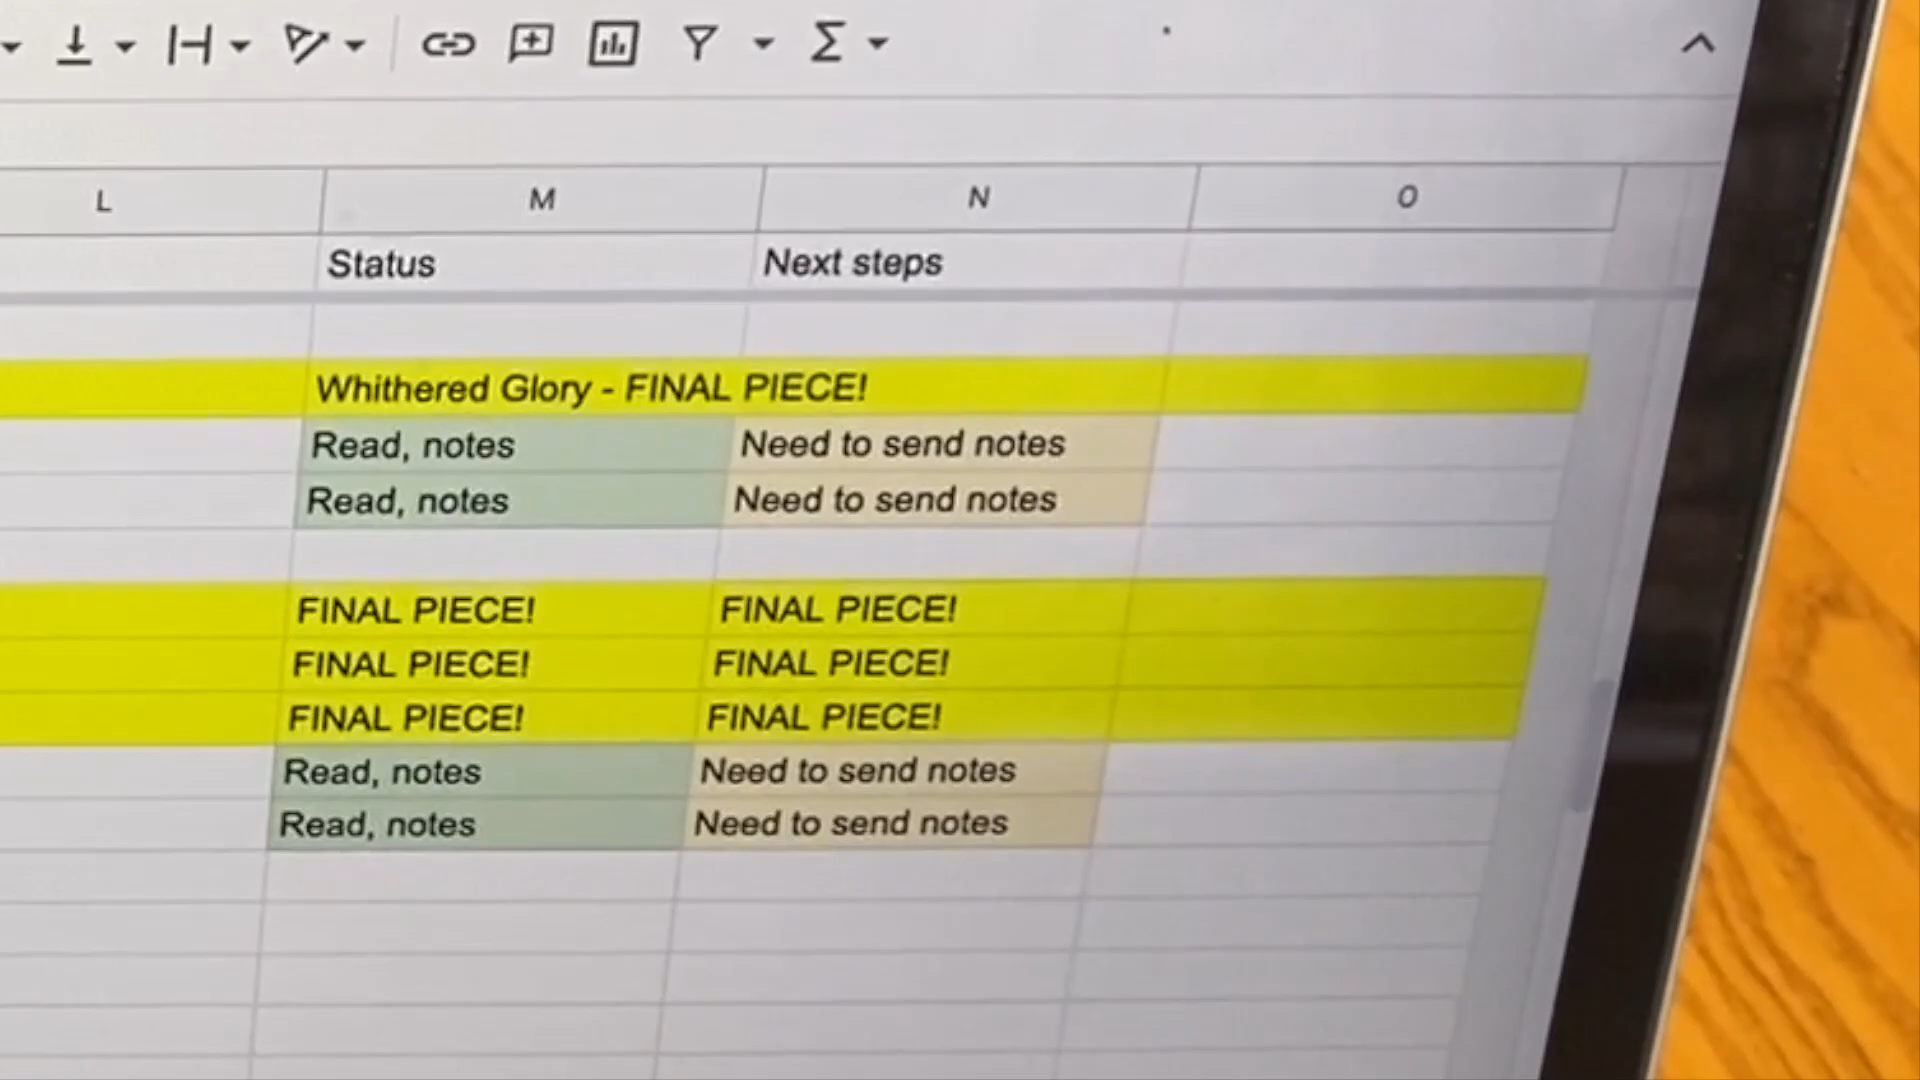 L M N O
Status Next steps
Whithered Glory - FINAL PIECE!
Read, notes Need to send notes
Read, notes Need to send notes
FINAL PIECE! FINAL PIECE!
FINAL PIECE! FINAL PIECE!
FINAL PIECE! FINAL PIECE!
Read, notes Need to send notes
Read, notes Need to send notes